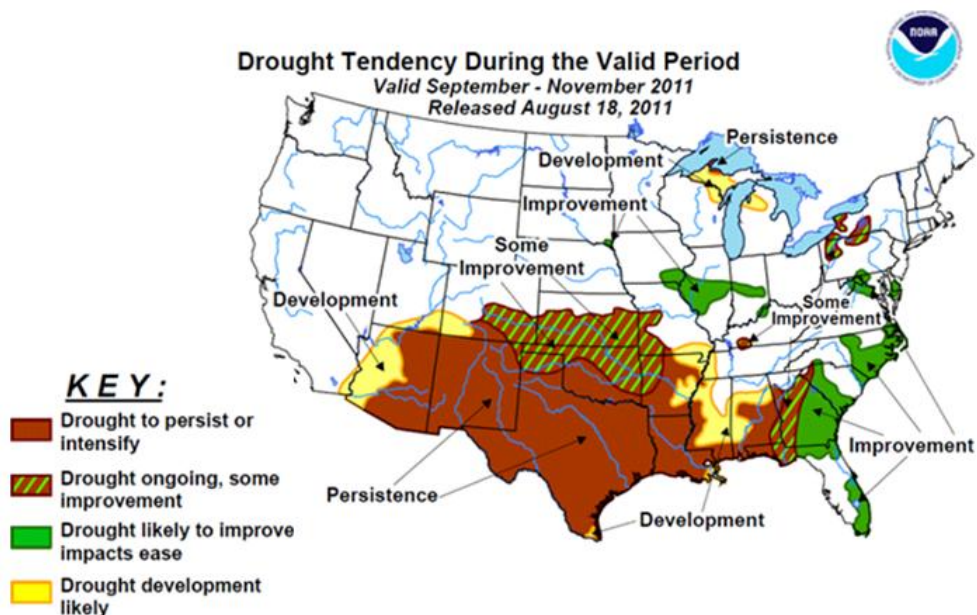 NOAA
Drought Tendency During the Valid Period
Valid September - November 2011
Released August 18, 2011
Persistence
Development
Improvement
Some
Improvement
Development
Some
Improvement
KEY:
Drought to persist or
intensify
Improvement
Drought ongoing, some
improvement
Persistence
Development
Drought likely to improve
impacts ease
Drought development
likely